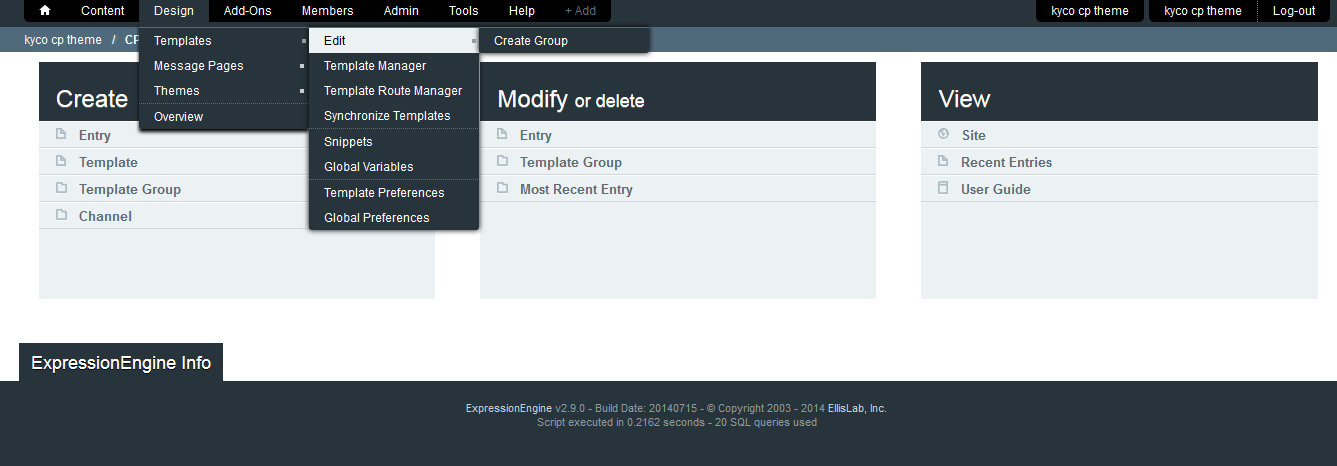 Content Design Add-Ons Members Admin Tools Help + Add kyco cp theme kyco cp theme Log-out
kyco cp theme / CP
Templates
Message Pages
Themes
Overview
Edit
Template Manager
Template Route Manager
Synchronize Templates
Snippets
Global Variables
Template Preferences
Global Preferences
Create Group
Create
Entry
Template
Template Group
Channel
Modify or delete
Entry
Template Group
Most Recent Entry
View
Site
Recent Entries
User Guide
ExpressionEngine Info
ExpressionEngine v2.9.0 - Build Date: 20140715 - © Copyright 2003 - 2014 EllisLab, Inc.
Script executed in 0.2162 seconds - 20 SQL queries used